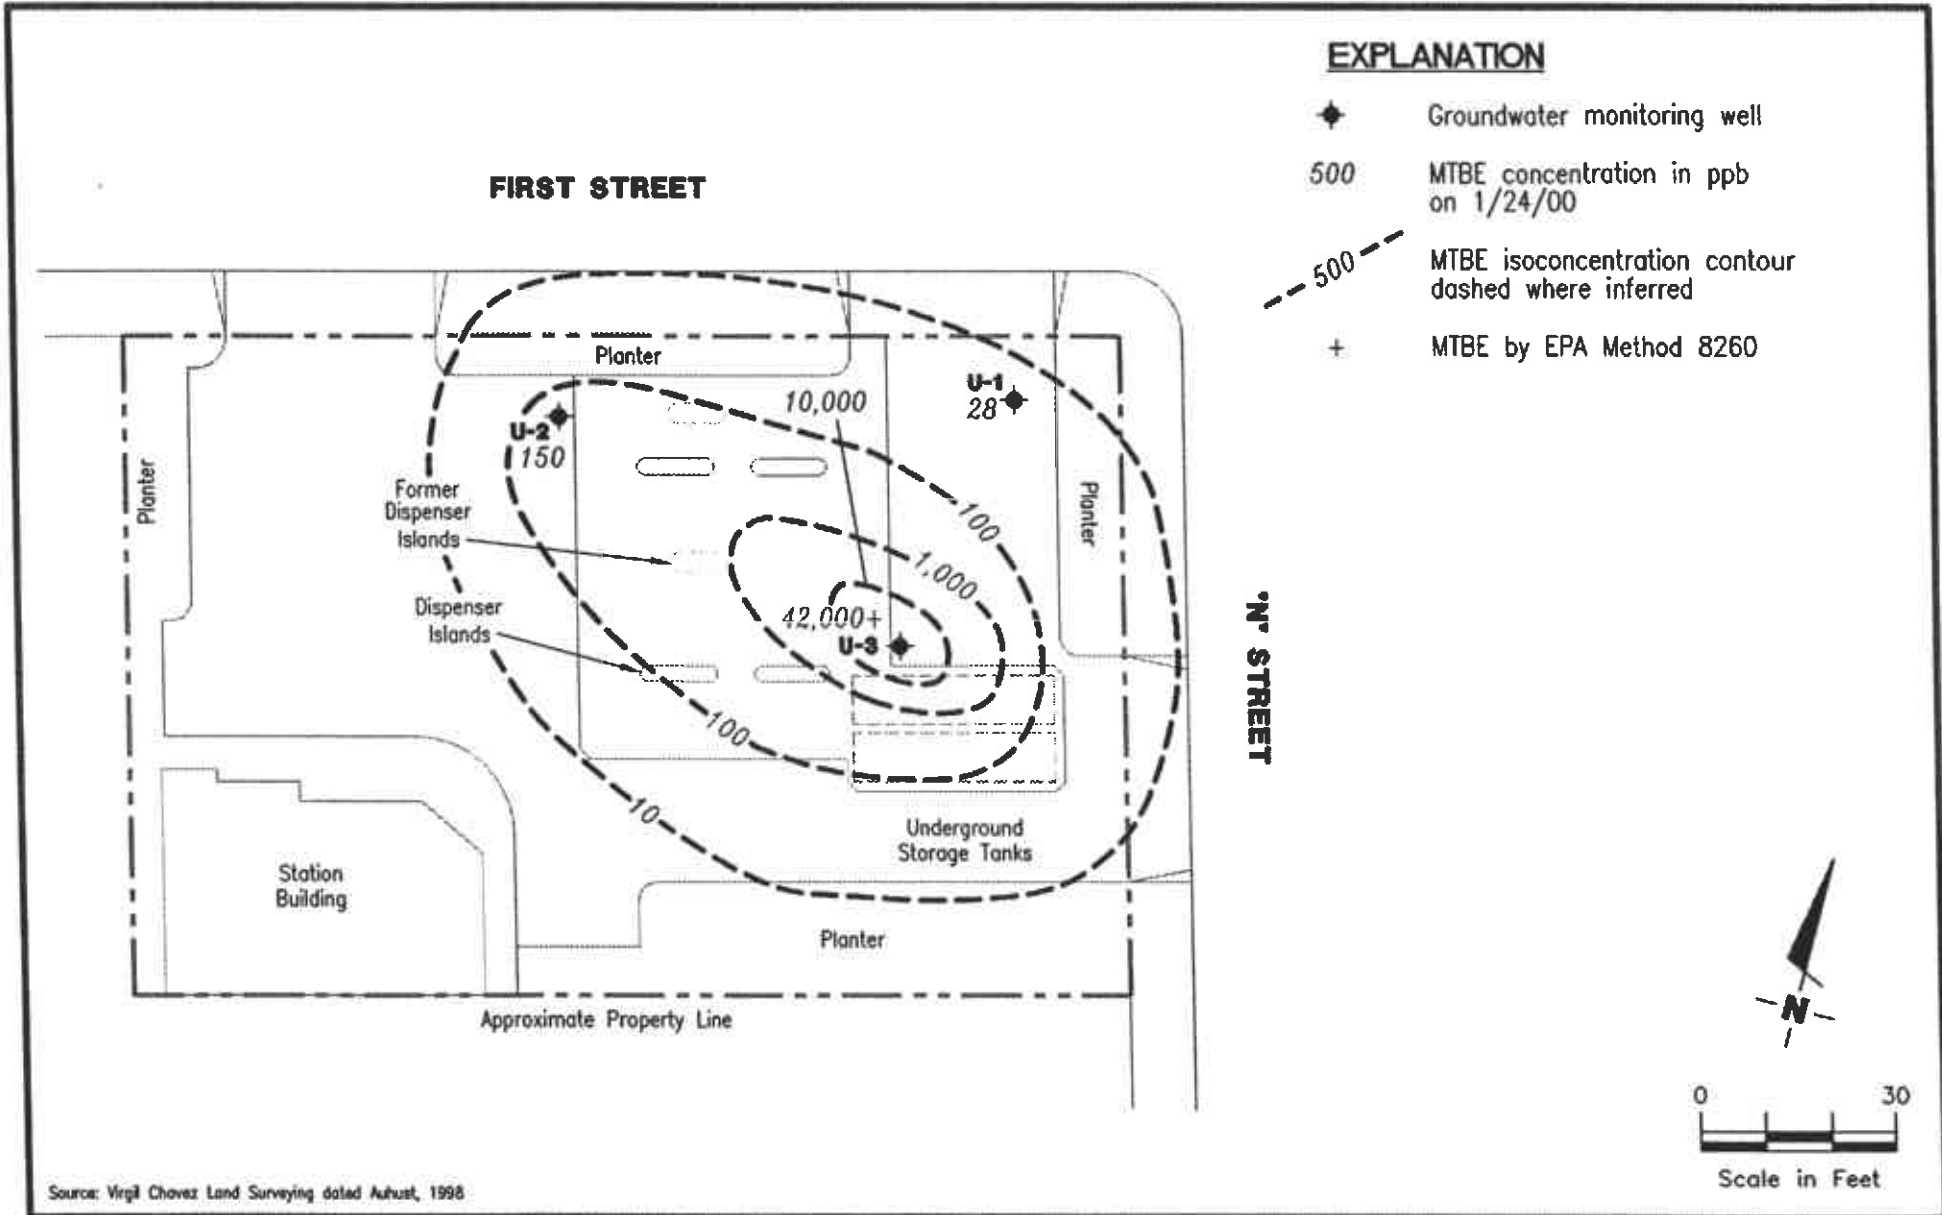 EXPLANATION
Groundwater monitoring well
500
MTBE concentration in ppb
on 1/24/00
500
MTBE isoconcentration contour
dashed where inferred
+
MTBE by EPA Method 8260
FIRST STREET
Planter
U-1
28
10,000
U-2
150
Planter
Former
Dispenser
Islands
Planter
100
1,000
42,000+
U-3
Dispenser
Islands
"N" STREET
100
10
Underground
Storage Tanks
Station
Building
Planter
Approximate Property Line
N
0
30
Scale in Feet
Source: Virgil Chavez Land Surveying dated Auhust, 1998